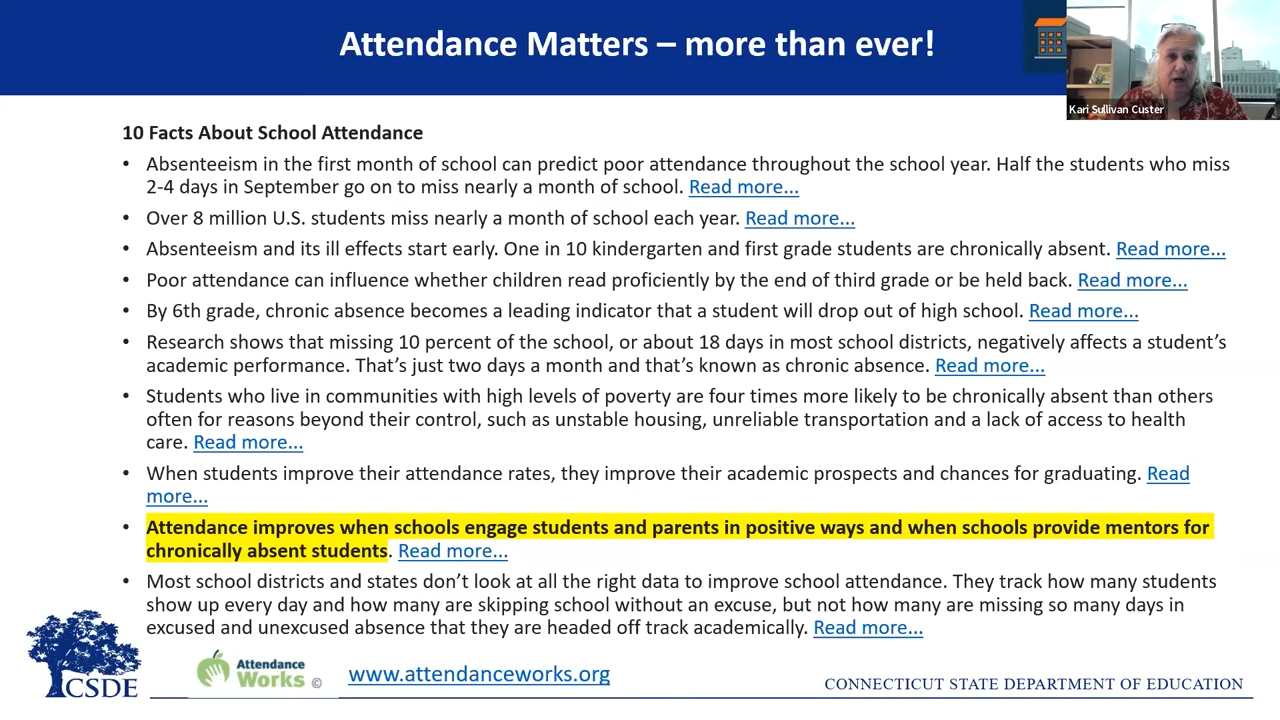 Attendance Matters – more than ever!
Kari Sullivan Custer
10 Facts About School Attendance
• Absenteeism in the first month of school can predict poor attendance throughout the school year. Half the students who miss
2-4 days in September go on to miss nearly a month of school. Read more...
• Over 8 million U.S. students miss nearly a month of school each year. Read more...
• Absenteeism and its ill effects start early. One in 10 kindergarten and first grade students are chronically absent. Read more...
• Poor attendance can influence whether children read proficiently by the end of third grade or be held back. Read more...
• By 6th grade, chronic absence becomes a leading indicator that a student will drop out of high school. Read more...
• Research shows that missing 10 percent of the school, or about 18 days in most school districts, negatively affects a student’s
academic performance. That’s just two days a month and that’s known as chronic absence. Read more...
• Students who live in communities with high levels of poverty are four times more likely to be chronically absent than others
often for reasons beyond their control, such as unstable housing, unreliable transportation and a lack of access to health
care. Read more...
• When students improve their attendance rates, they improve their academic prospects and chances for graduating. Read
more...
• Attendance improves when schools engage students and parents in positive ways and when schools provide mentors for
chronically absent students. Read more...
• Most school districts and states don’t look at all the right data to improve school attendance. They track how many students
show up every day and how many are skipping school without an excuse, but not how many are missing so many days in
excused and unexcused absence that they are headed off track academically. Read more...
CSDE
Attendance
Works ©
www.attendanceworks.org
CONNECTICUT STATE DEPARTMENT OF EDUCATION